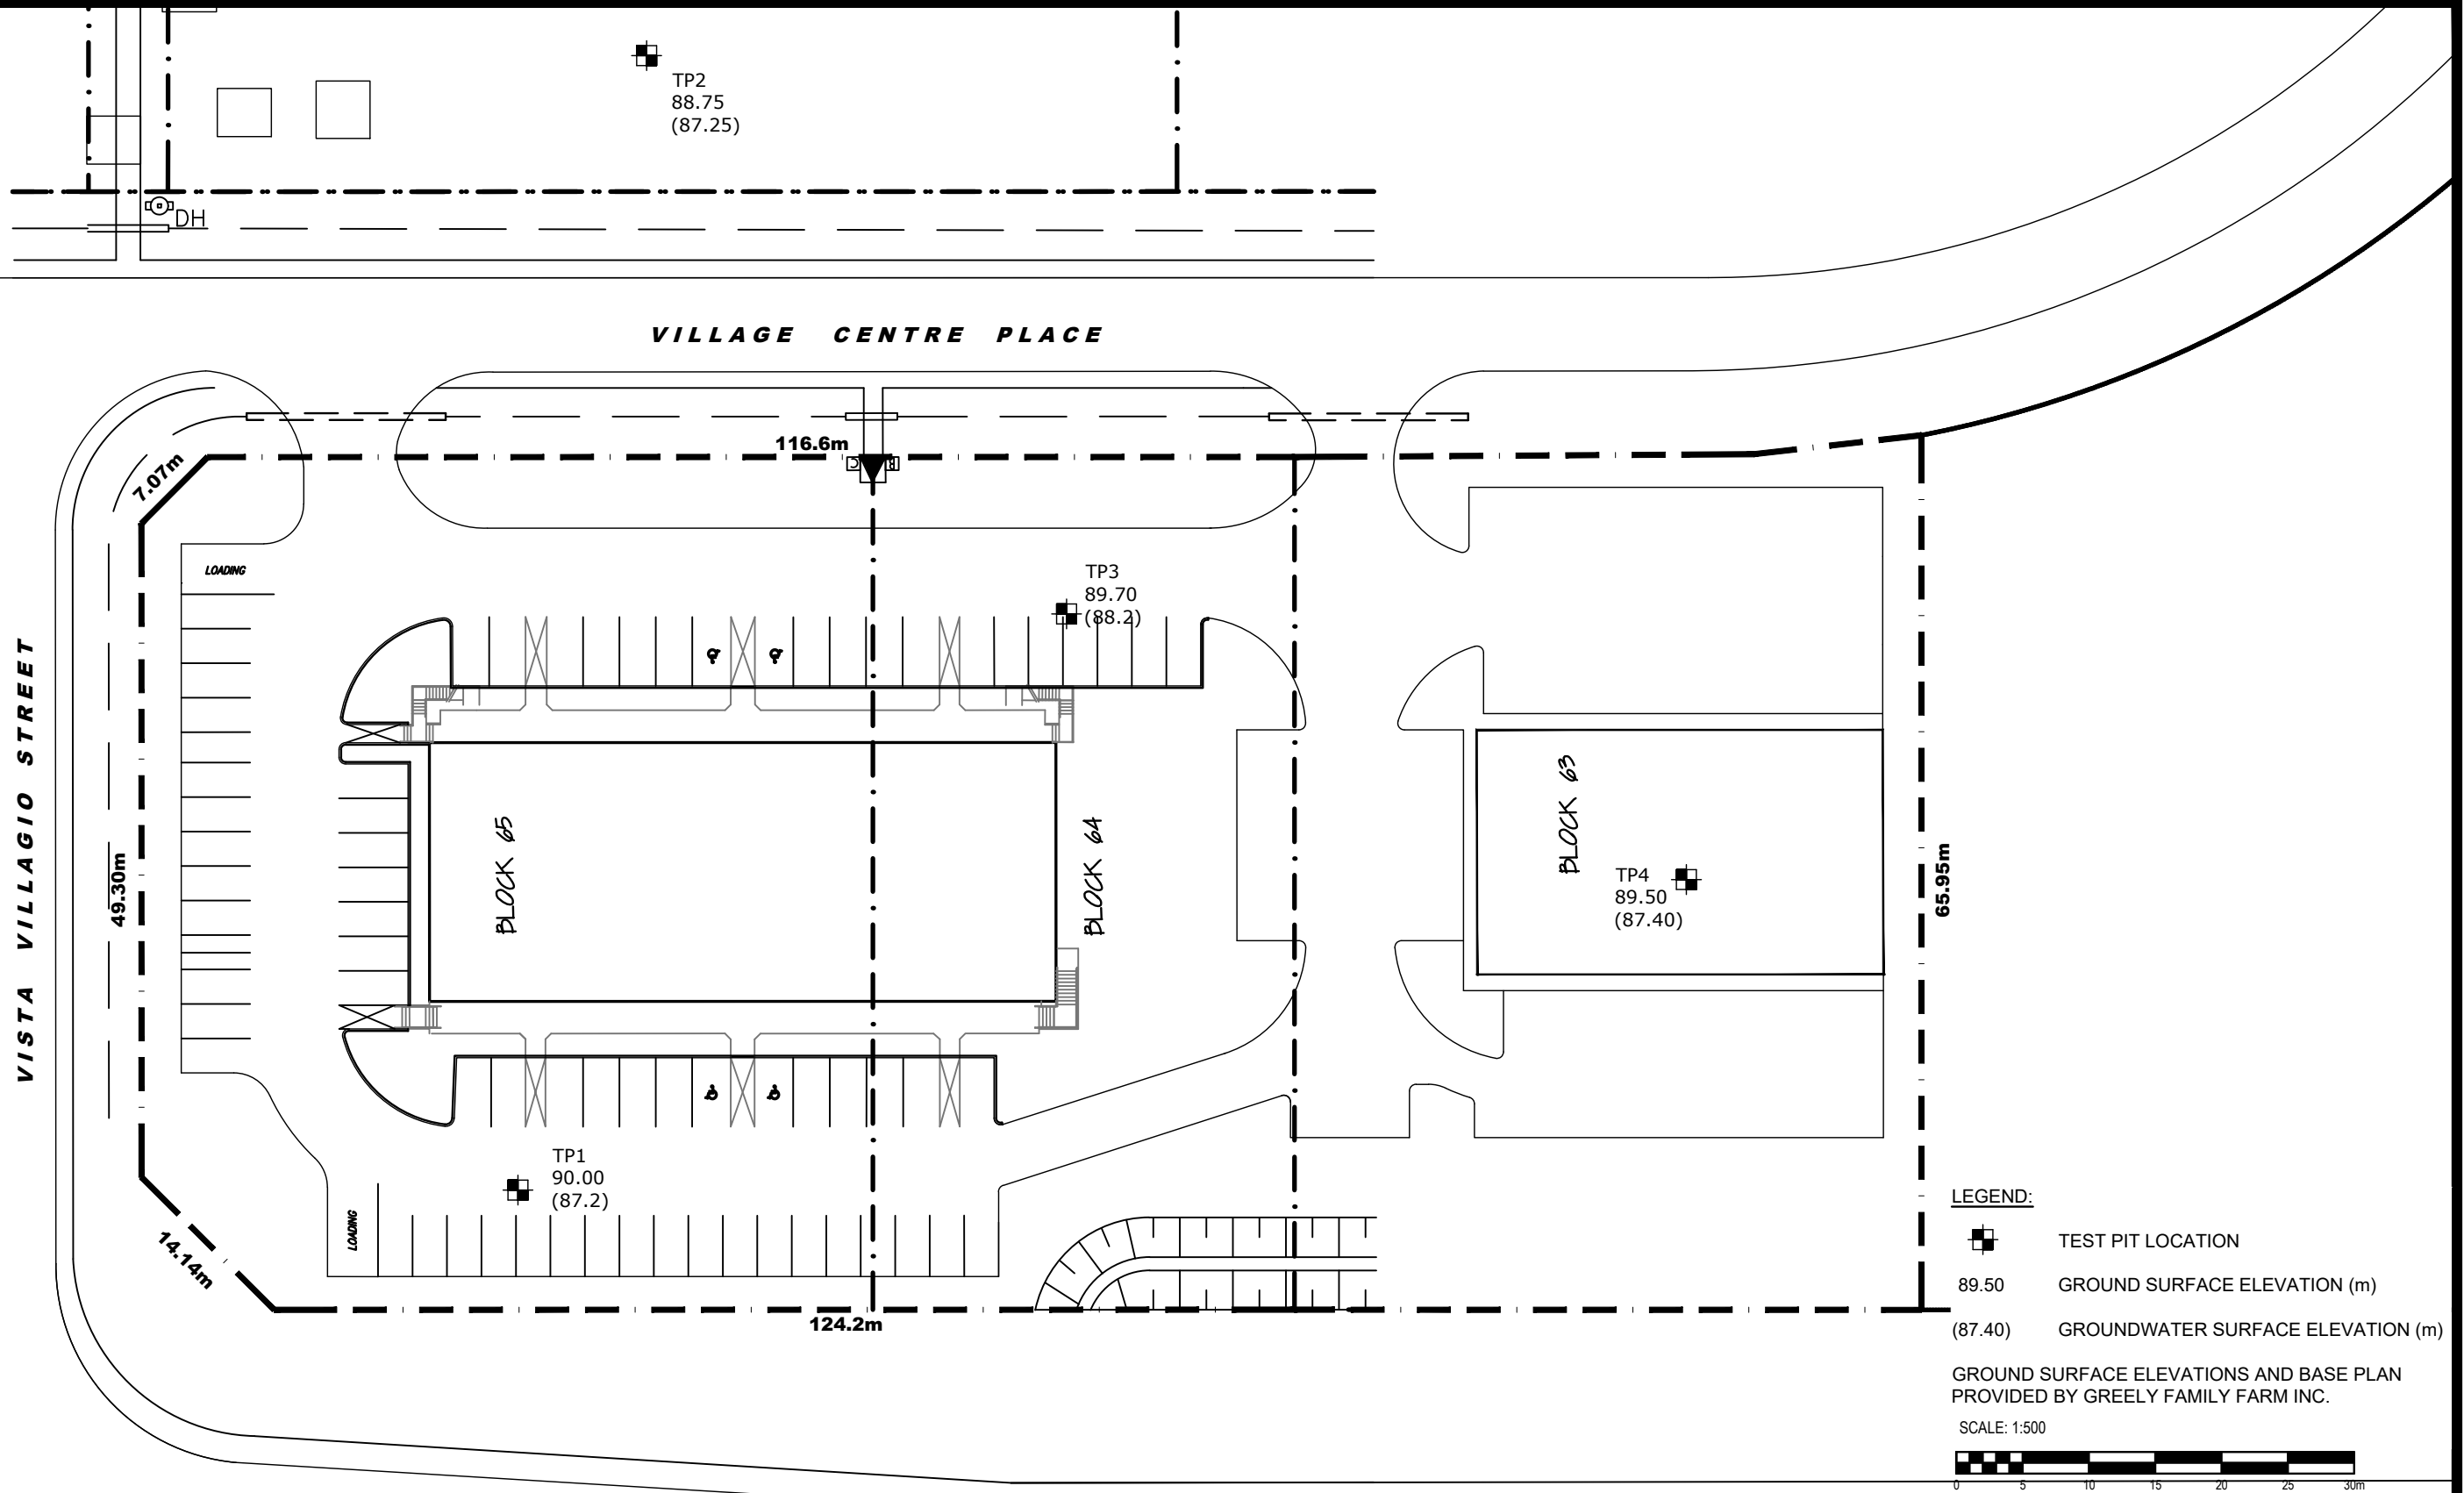 TP2
88.75
(87.25)
DH
VILLAGE CENTRE PLACE
116.6m
7.07m
LOADING
TP3
89.70
(88.2)
VISTA VILLAGIO STREET
49.30m
BLOCK 65
BLOCK 64
BLOCK 63
TP4
89.50
(87.40)
65.95m
TP1
90.00
(87.2)
LOADING
14.14m
124.2m
LEGEND:
TEST PIT LOCATION
89.50 GROUND SURFACE ELEVATION (m)
(87.40) GROUNDWATER SURFACE ELEVATION (m)
GROUND SURFACE ELEVATIONS AND BASE PLAN
PROVIDED BY GREELY FAMILY FARM INC.
SCALE: 1:500
0 5 10 15 20 25 30m